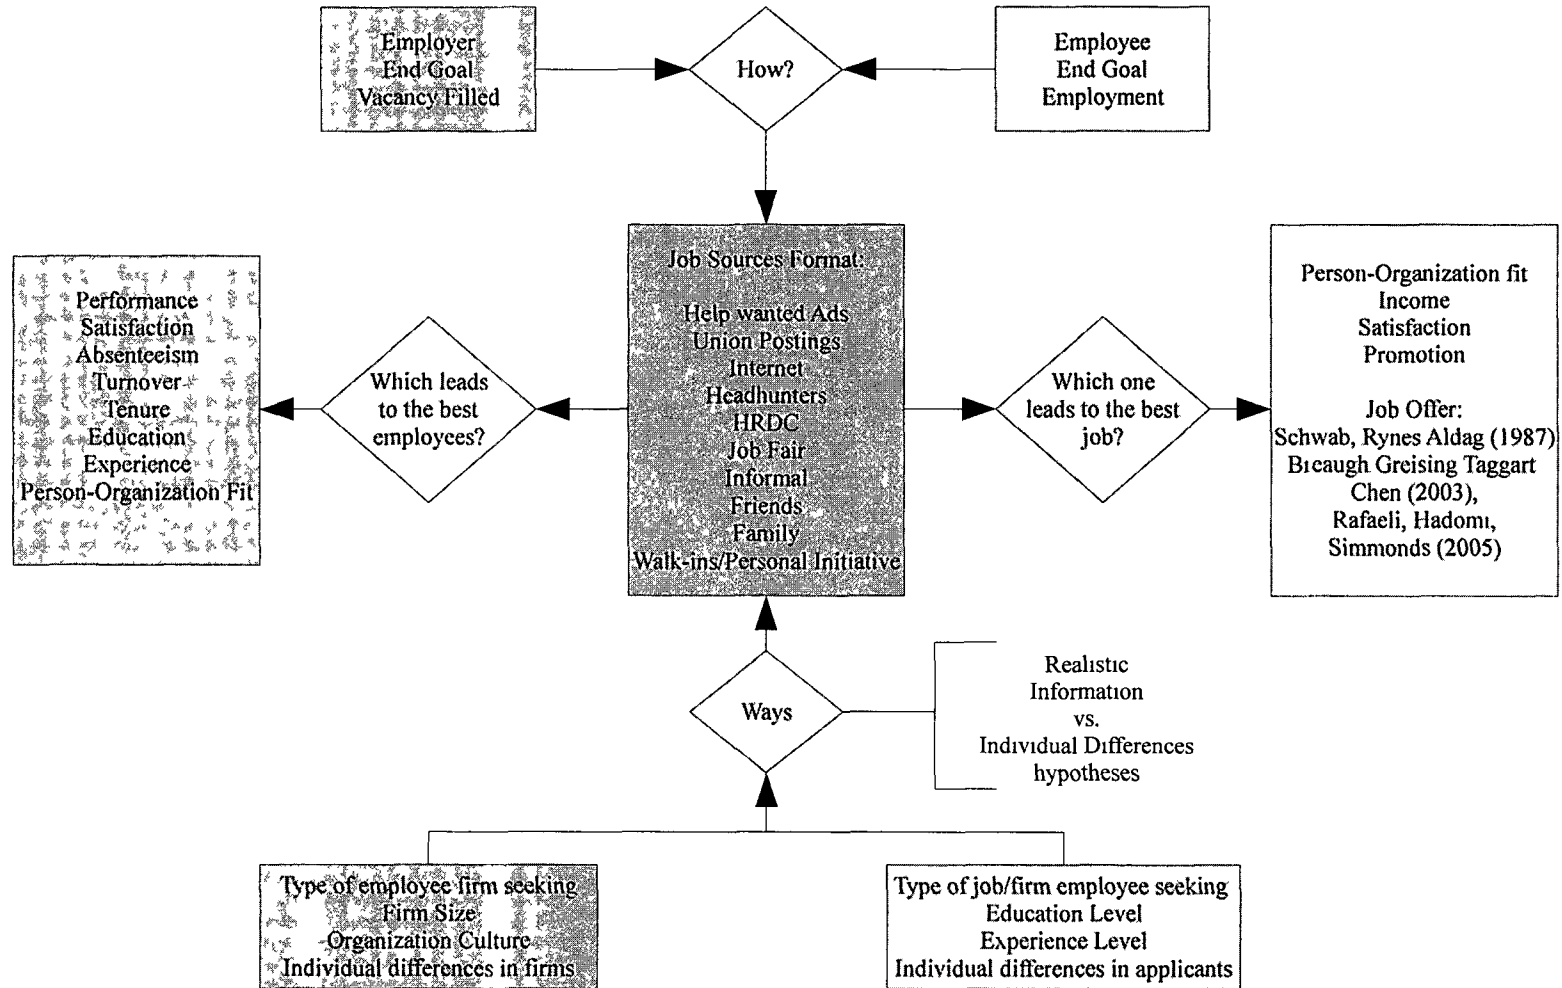 Employer
End Goal
Vacancy Filled
How?
Employee
End Goal
Employment
Performance
Satisfaction
Absenteeism
Turnover
Tenure
Education
Experience
Person-Organization Fit
Which leads
to the best
employees?
Job Sources Format:
Help wanted Ads
Union Postings
Internet
Headhunters
HRDC
Job Fair
Informal
Friends
Family
Walk-ins/Personal Initiative
Which one
leads to the best
job?
Person-Organization fit
Income
Satisfaction
Promotion
Job Offer:
Schwab, Rynes Aldag (1987)
Breaugh Greising Taggart
Chen (2003),
Rafaeli, Hadomi,
Simmonds (2005)
Ways
Realistic
Information
vs.
Individual Differences
hypotheses
Type of employee firm seeking
Firm Size
Organization Culture
Individual differences in firms
Type of job/firm employee seeking
Education Level
Experience Level
Individual differences in applicants